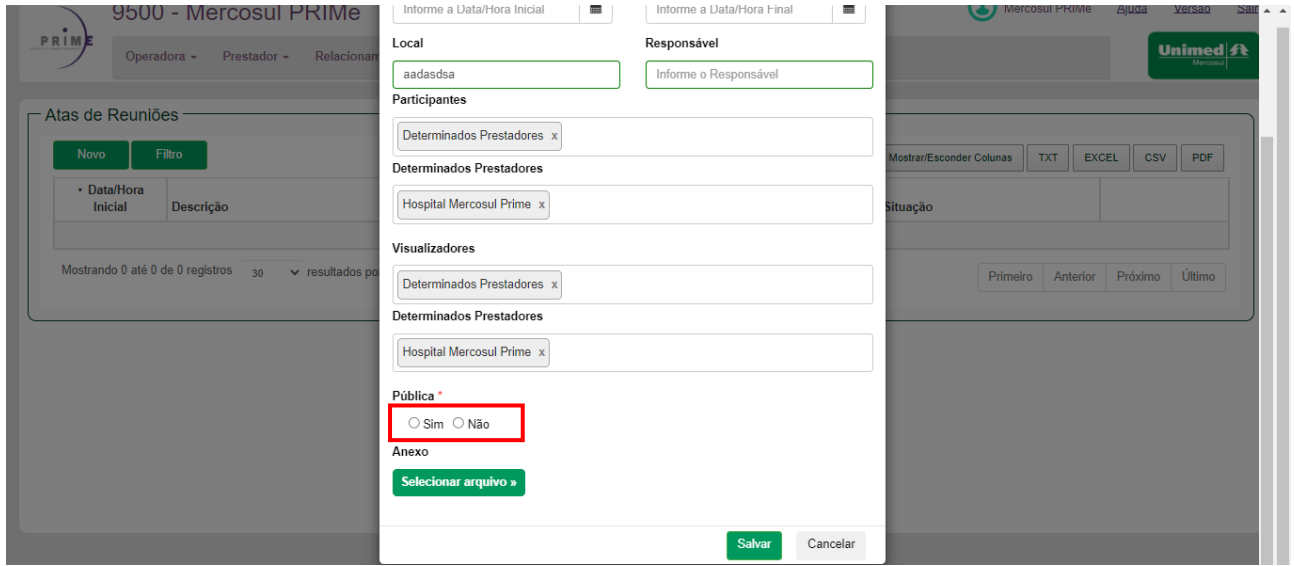 9500 - Mercosul PRIMe
Informe a Data/Hora Inicial
Informe a Data/Hora Final
Mercosul PRIMe Ajuda Versão Sair
PRIME
Operadora Prestador Relacionam
Local Responsável
Unimed
Mercosul
aadasdsa Informe o Responsável
Participantes
Atas de Reuniões
Determinados Prestadores x
Novo Filtro
Mostrar/Esconder Colunas TXT EXCEL CSV PDF
Determinados Prestadores
Data/Hora
Inicial Descrição
Hospital Mercosul Prime x
Situação
Visualizadores
Mostrando 0 até 0 de 0 registros 30 resultados po
Determinados Prestadores x
Primeiro Anterior Próximo Último
Determinados Prestadores
Hospital Mercosul Prime x
Pública *
Sim Não
Anexo
Selecionar arquivo »
Salvar Cancelar